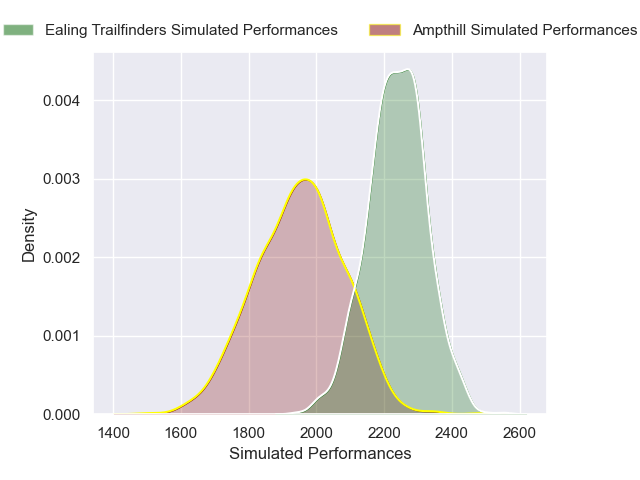 Ealing Trailfinders Simulated Performances
Ampthill Simulated Performances
0.004
0.003
0.002
0.001
0.000
Density
1400 1600 1800 2000 2200 2400 2600
Simulated Performances